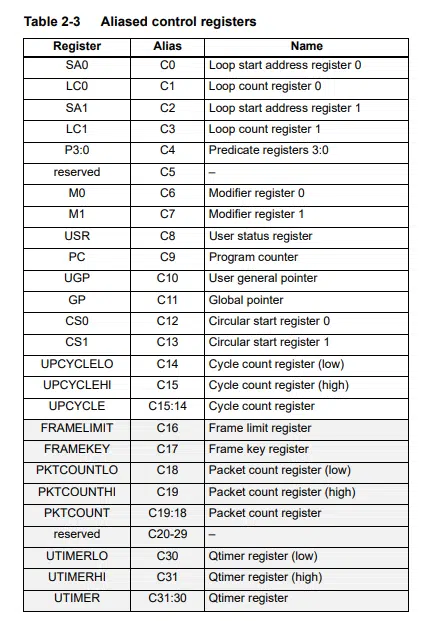 Table 2-3 Aliased control registers
Register Alias Name
SA0 C0 Loop start address register 0
LC0 C1 Loop count register 0
SA1 C2 Loop start address register 1
LC1 C3 Loop count register 1
P3:0 C4 Predicate registers 3:0
reserved C5 –
M0 C6 Modifier register 0
M1 C7 Modifier register 1
USR C8 User status register
PC C9 Program counter
UGP C10 User general pointer
GP C11 Global pointer
CS0 C12 Circular start register 0
CS1 C13 Circular start register 1
UPCYCLELO C14 Cycle count register (low)
UPCYCLEHI C15 Cycle count register (high)
UPCYCLE C15:14 Cycle count register
FRAMELIMIT C16 Frame limit register
FRAMEKEY C17 Frame key register
PKTCOUNTLO C18 Packet count register (low)
PKTCOUNTHI C19 Packet count register (high)
PKTCOUNT C19:18 Packet count register
reserved C20-29 –
UTIMERLO C30 Qtimer register (low)
UTIMERHI C31 Qtimer register (high)
UTIMER C31:30 Qtimer register